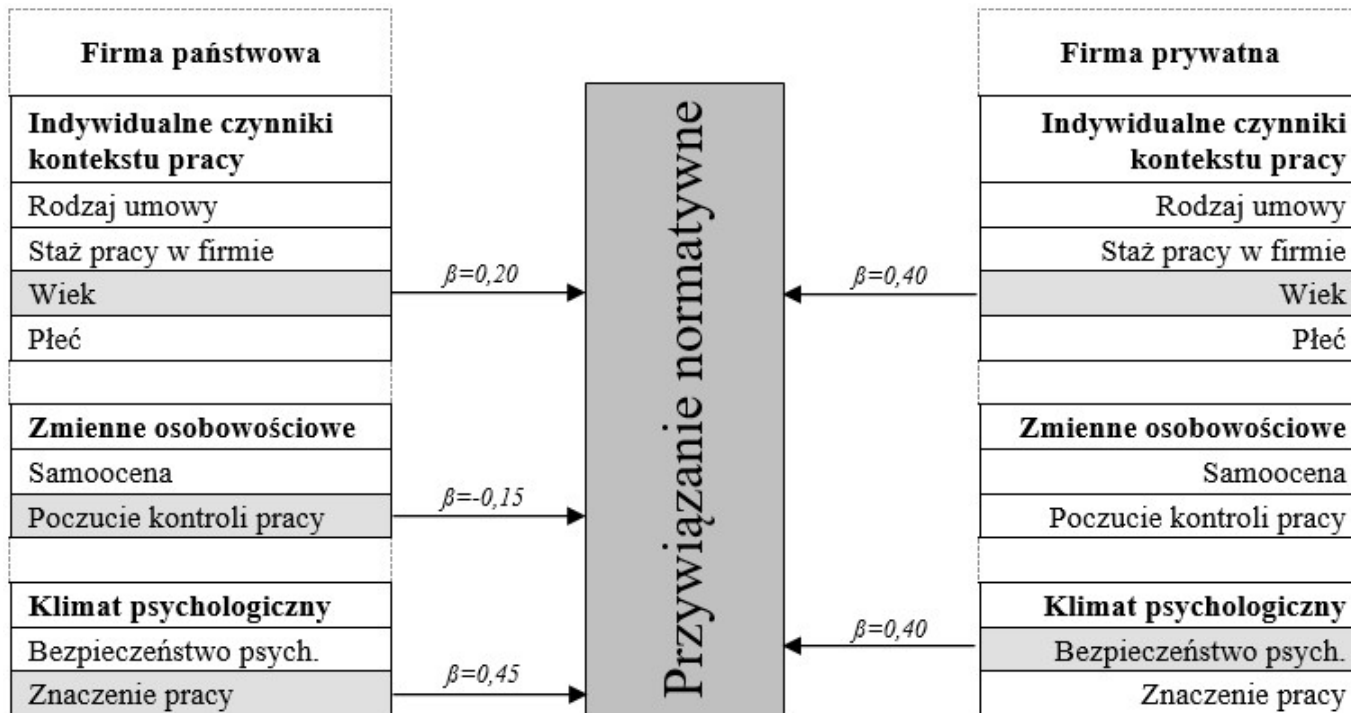 Firma państwowa
Indywidualne czynniki
kontekstu pracy
Rodzaj umowy
Staż pracy w firmie
Wiek
Płeć
Zmienne osobowościowe
Samoocena
Poczucie kontroli pracy
Klimat psychologiczny
Bezpieczeństwo psych.
Znaczenie pracy
β=0,20
β=-0,15
β=0,45
Przywiązanie normatywne
β=0,40
β=0,40
Firma prywatna
Indywidualne czynniki
kontekstu pracy
Rodzaj umowy
Staż pracy w firmie
Wiek
Płeć
Zmienne osobowościowe
Samoocena
Poczucie kontroli pracy
Klimat psychologiczny
Bezpieczeństwo psych.
Znaczenie pracy